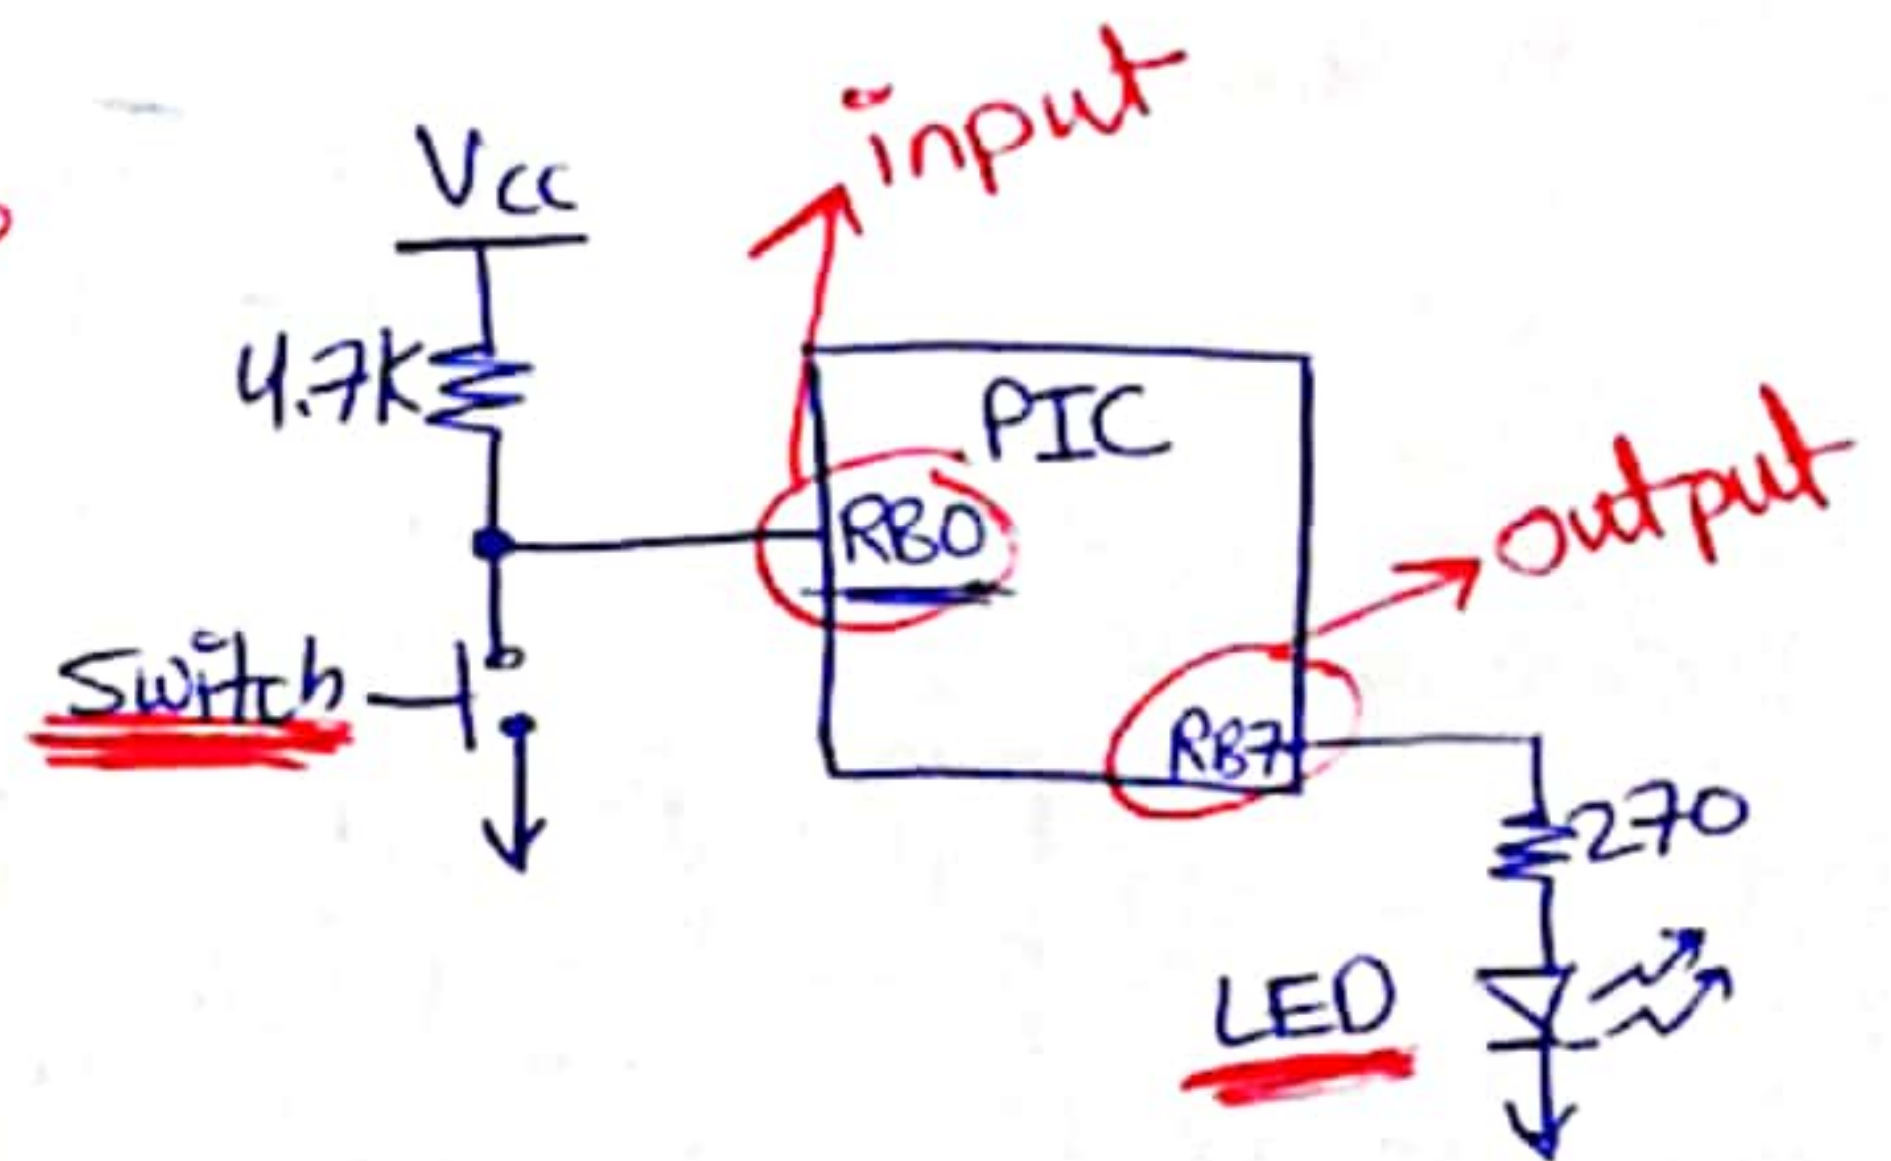 input
Vcc
4.7K
PIC
RB0
output
Switch
RB7
270
LED